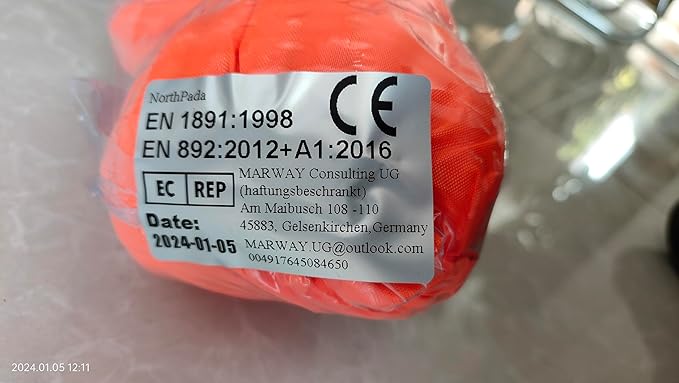 NorthPada
CE
EN 1891:1998
EN 892:2012+A1:2016
EC REP
MARWAY Consulting UG
(haftungsbeschrankt)
Am Maibusch 108 -110
45883, Gelsenkirchen,Germany
Date:
2024-01-05
MARWAY.UG@outlook.com
004917645084650
2024.01.05 12:11